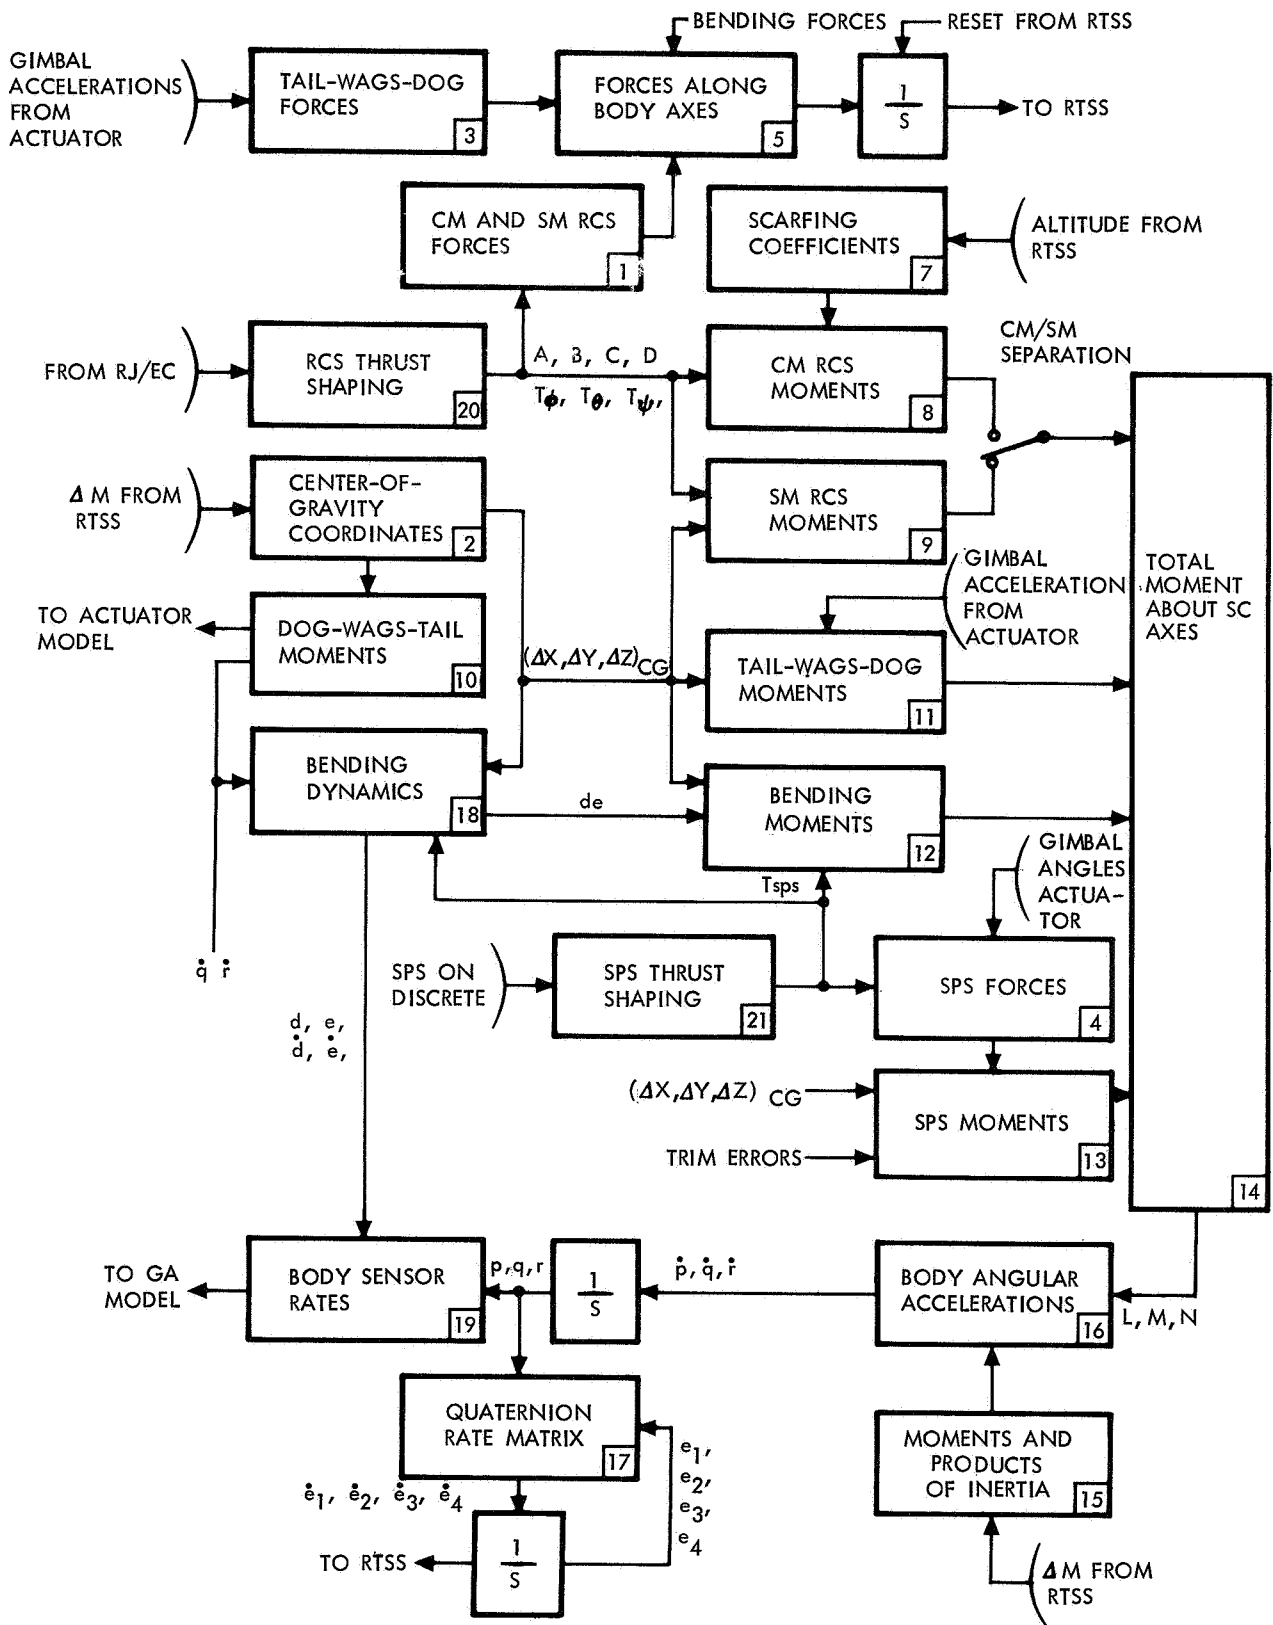 BENDING FORCES
RESET FROM RTSS
GIMBAL
ACCELERATIONS
FROM
ACTUATOR
TAIL-WAGS-DOG
FORCES
3
FORCES ALONG
BODY AXES
5
1
S
TO RTSS
CM AND SM RCS
FORCES
1
SCARFING
COEFFICIENTS
7
ALTITUDE FROM
RTSS
FROM RJ/EC
RCS THRUST
SHAPING
20
A, B, C, D
Tϕ, Tθ, Tψ,
CM RCS
MOMENTS
8
CM/SM
SEPARATION
ΔM FROM
RTSS
CENTER-OF-
GRAVITY
COORDINATES
2
SM RCS
MOMENTS
9
TO ACTUATOR
MODEL
DOG-WAGS-TAIL
MOMENTS
10
(ΔX,ΔY,ΔZ)CG
GIMBAL
ACCELERATION
FROM
ACTUATOR
TAIL-WAGS-DOG
MOMENTS
11
TOTAL
MOMENT
ABOUT SC
AXES
14
BENDING
DYNAMICS
18
de
BENDING
MOMENTS
12
Tsps
GIMBAL
ANGLES
ACTUA-
TOR
q̇ ṙ
SPS ON
DISCRETE
SPS THRUST
SHAPING
21
SPS FORCES
4
d, e,
ḋ, ė,
(ΔX,ΔY,ΔZ) CG
TRIM ERRORS
SPS MOMENTS
13
TO GA
MODEL
BODY SENSOR
RATES
19
p,q,r
1
S
ṗ,q̇,ṙ
BODY ANGULAR
ACCELERATIONS
16
L, M, N
QUATERNION
RATE MATRIX
17
e1,
e2,
e3,
e4
ė1, ė2, ė3, ė4
MOMENTS AND
PRODUCTS
OF INERTIA
15
TO RTSS
1
S
ΔM FROM
RTSS